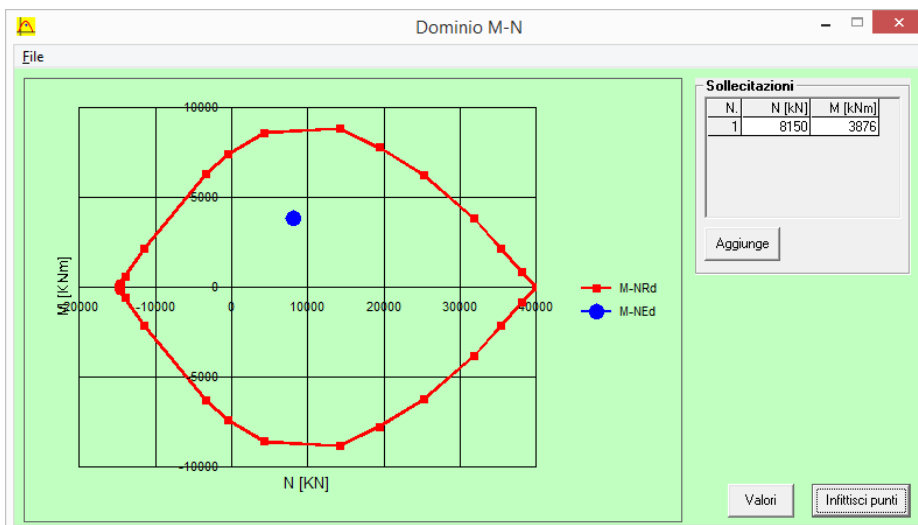 Dominio M-N
File
Sollecitazioni
N. N [kN] M [kNm]
1 8150 3876
Aggiunge
10000
5000
0
-5000
-10000
M [KNm]
-20000 -10000 0 10000 20000 30000 40000
N [KN]
M-NRd
M-NEd
Valori
Infittisci punti